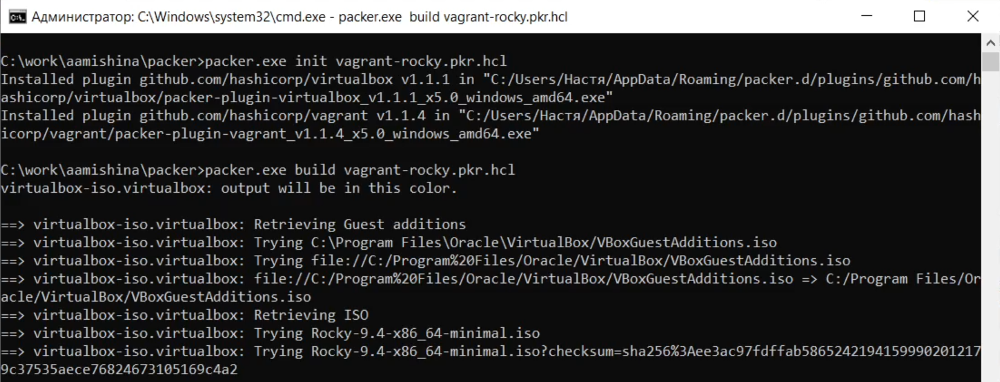 Администратор: C:\Windows\system32\cmd.exe - packer.exe  build vagrant-rocky.pkr.hcl
C:\work\aamishina\packer>packer.exe init vagrant-rocky.pkr.hcl
Installed plugin github.com/hashicorp/virtualbox v1.1.1 in "C:/Users/Настя/AppData/Roaming/packer.d/plugins/github.com/h
ashicorp/virtualbox/packer-plugin-virtualbox_v1.1.1_x5.0_windows_amd64.exe"
Installed plugin github.com/hashicorp/vagrant v1.1.4 in "C:/Users/Настя/AppData/Roaming/packer.d/plugins/github.com/hash
icorp/vagrant/packer-plugin-vagrant_v1.1.4_x5.0_windows_amd64.exe"
C:\work\aamishina\packer>packer.exe build vagrant-rocky.pkr.hcl
virtualbox-iso.virtualbox: output will be in this color.
==> virtualbox-iso.virtualbox: Retrieving Guest additions
==> virtualbox-iso.virtualbox: Trying C:\Program Files\Oracle\VirtualBox/VBoxGuestAdditions.iso
==> virtualbox-iso.virtualbox: Trying file://C:/Program%20Files/Oracle/VirtualBox/VBoxGuestAdditions.iso
==> virtualbox-iso.virtualbox: file://C:/Program%20Files/Oracle/VirtualBox/VBoxGuestAdditions.iso => C:/Program Files/Or
acle/VirtualBox/VBoxGuestAdditions.iso
==> virtualbox-iso.virtualbox: Retrieving ISO
==> virtualbox-iso.virtualbox: Trying Rocky-9.4-x86_64-minimal.iso
==> virtualbox-iso.virtualbox: Trying Rocky-9.4-x86_64-minimal.iso?checksum=sha256%3Aee3ac97fdffab58652421941599902012179c37535aece76824673105169c4a2